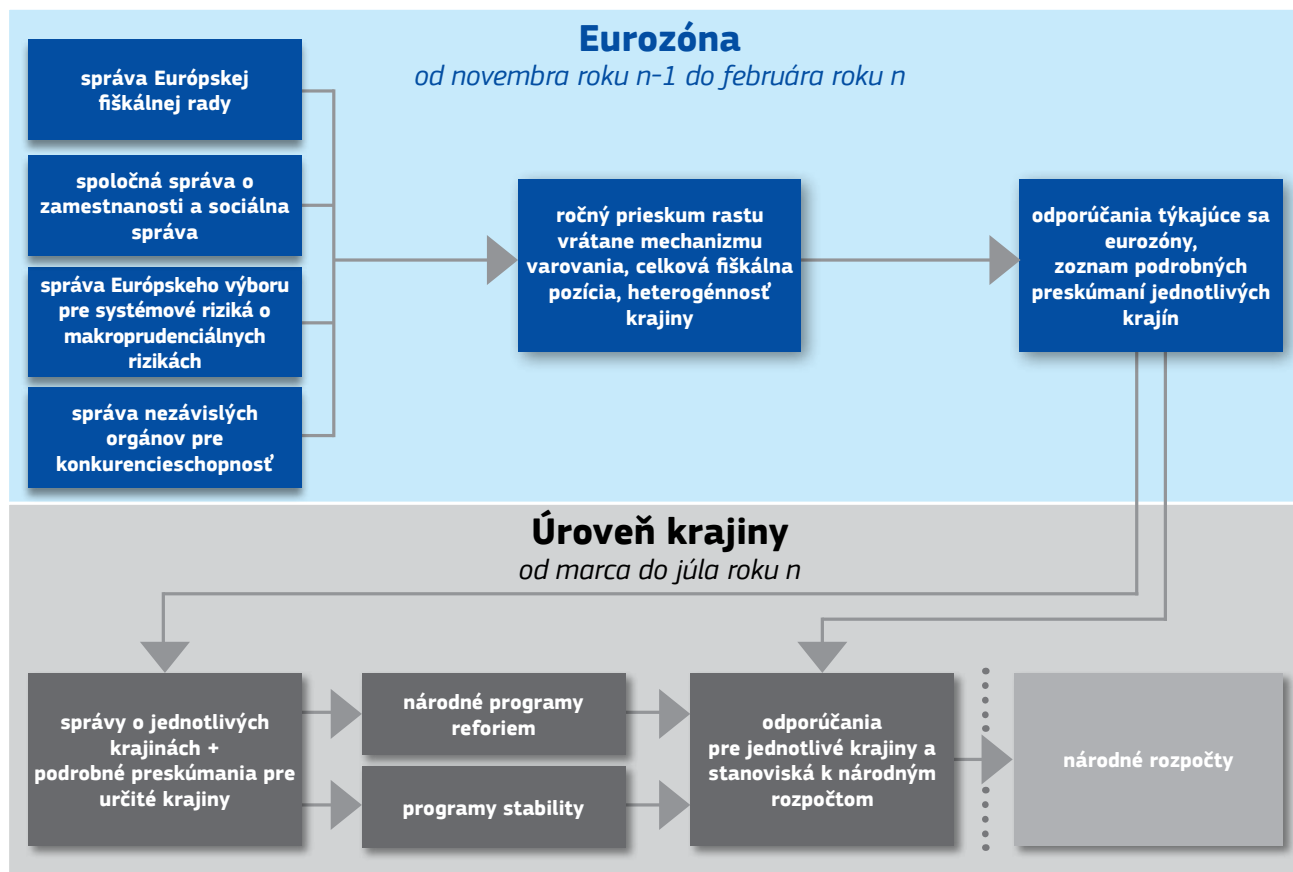 Eurozóna
od novembra roku n-1 do februára roku n
správa Európskej
fiškálnej rady
spoločná správa o
zamestnanosti a sociálna
správa
správa Európskeho výboru
pre systémové riziká o
makroprudenciálnych
rizikách
správa nezávislých
orgánov pre
konkurencieschopnosť
ročný prieskum rastu
vrátane mechanizmu
varovania, celková fiškálna
pozícia, heterogénnosť
krajiny
odporúčania týkajúce sa
eurozóny,
zoznam podrobných
preskúmaní jednotlivých
krajín
Úroveň krajiny
od marca do júla roku n
správy o jednotlivých
krajinách +
podrobné preskúmania pre
určité krajiny
národné programy
reforiem
programy stability
odporúčania
pre jednotlivé krajiny a
stanoviská k národným
rozpočtom
národné rozpočty